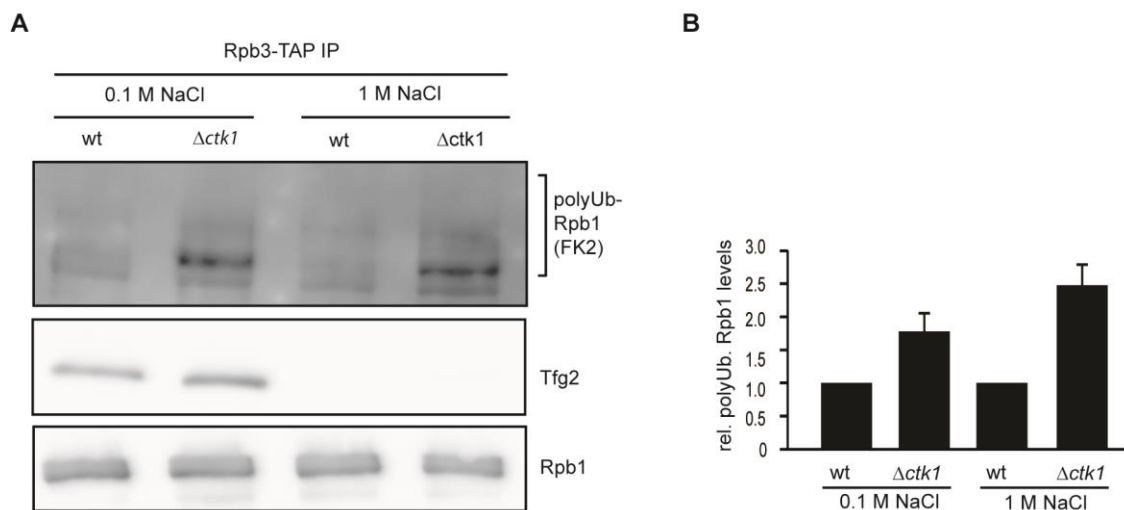 A
Rpb3-TAP IP
0.1 M NaCl 1 M NaCl
wt Δctk1 wt Δctk1
polyUb-
Rpb1
(FK2)
Tfg2
Rpb1
B
rel. polyUb. Rpb1 levels
3.0
2.5
2.0
1.5
1.0
0.5
0
wt Δctk1 wt Δctk1
0.1 M NaCl 1 M NaCl